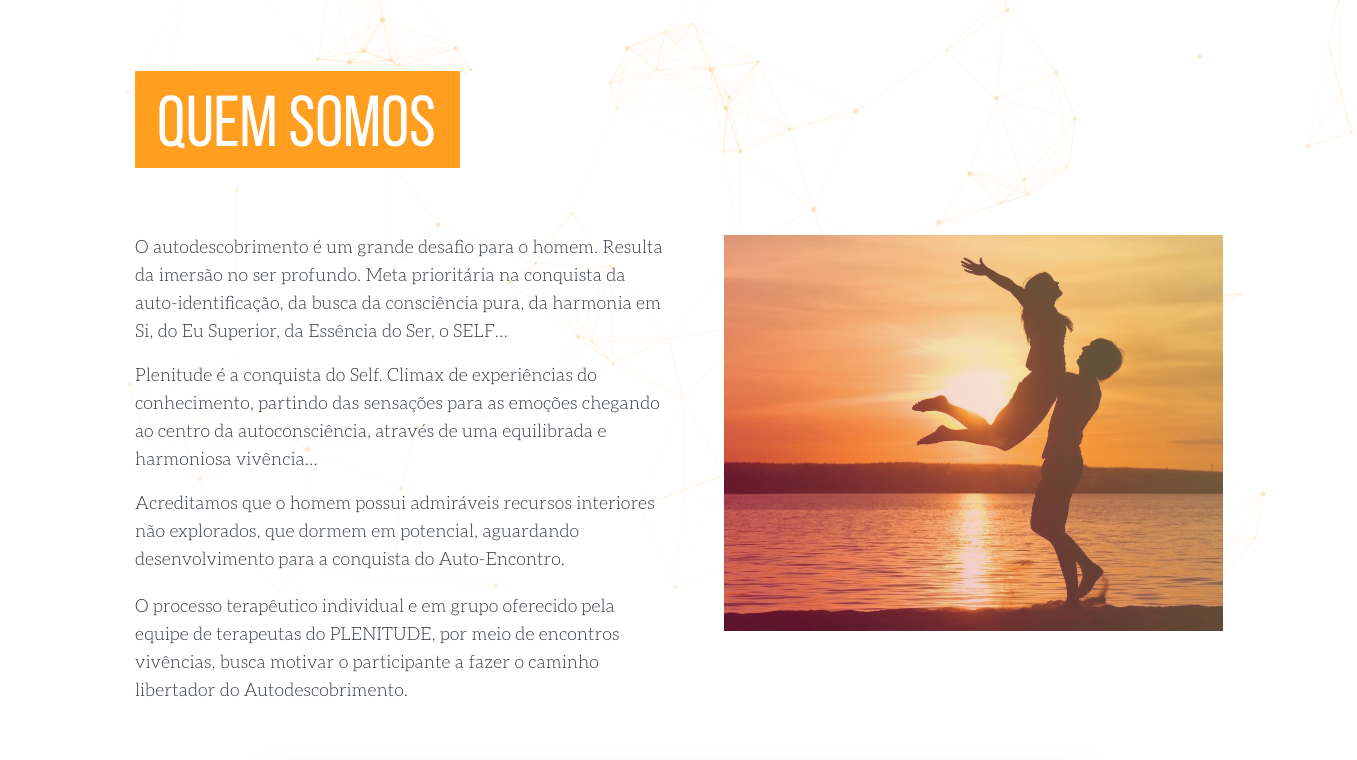 QUEM SOMOS
O autodescobrimento é um grande desafio para o homem. Resulta
da imersão no ser profundo. Meta prioritária na conquista da
auto-identificação, da busca da consciência pura, da harmonia em
Si, do Eu Superior, da Essência do Ser, o SELF…
Plenitude é a conquista do Self. Climax de experiências do
conhecimento, partindo das sensações para as emoções chegando
ao centro da autoconsciência, através de uma equilibrada e
harmoniosa vivência…
Acreditamos que o homem possui admiráveis recursos interiores
não explorados, que dormem em potencial, aguardando
desenvolvimento para a conquista do Auto-Encontro.
O processo terapêutico individual e em grupo oferecido pela
equipe de terapeutas do PLENITUDE, por meio de encontros
vivências, busca motivar o participante a fazer o caminho
libertador do Autodescobrimento.